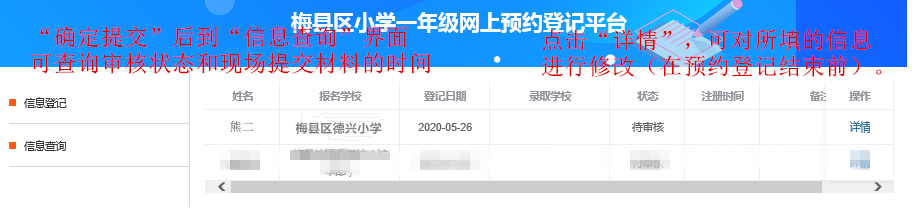 梅县区小学一年级网上预约登记平台
“确定提交”后到“信息查询”界面
可查询审核状态和现场提交材料的时间
点击“详情”，可对所填的信息
进行修改（在预约登记结束前）。
信息登记
信息查询
姓名 报名学校 登记日期 录取学校 状态 注册时间 备注 操作
熊二 梅县区德兴小学 2020-05-26 待审核 详情